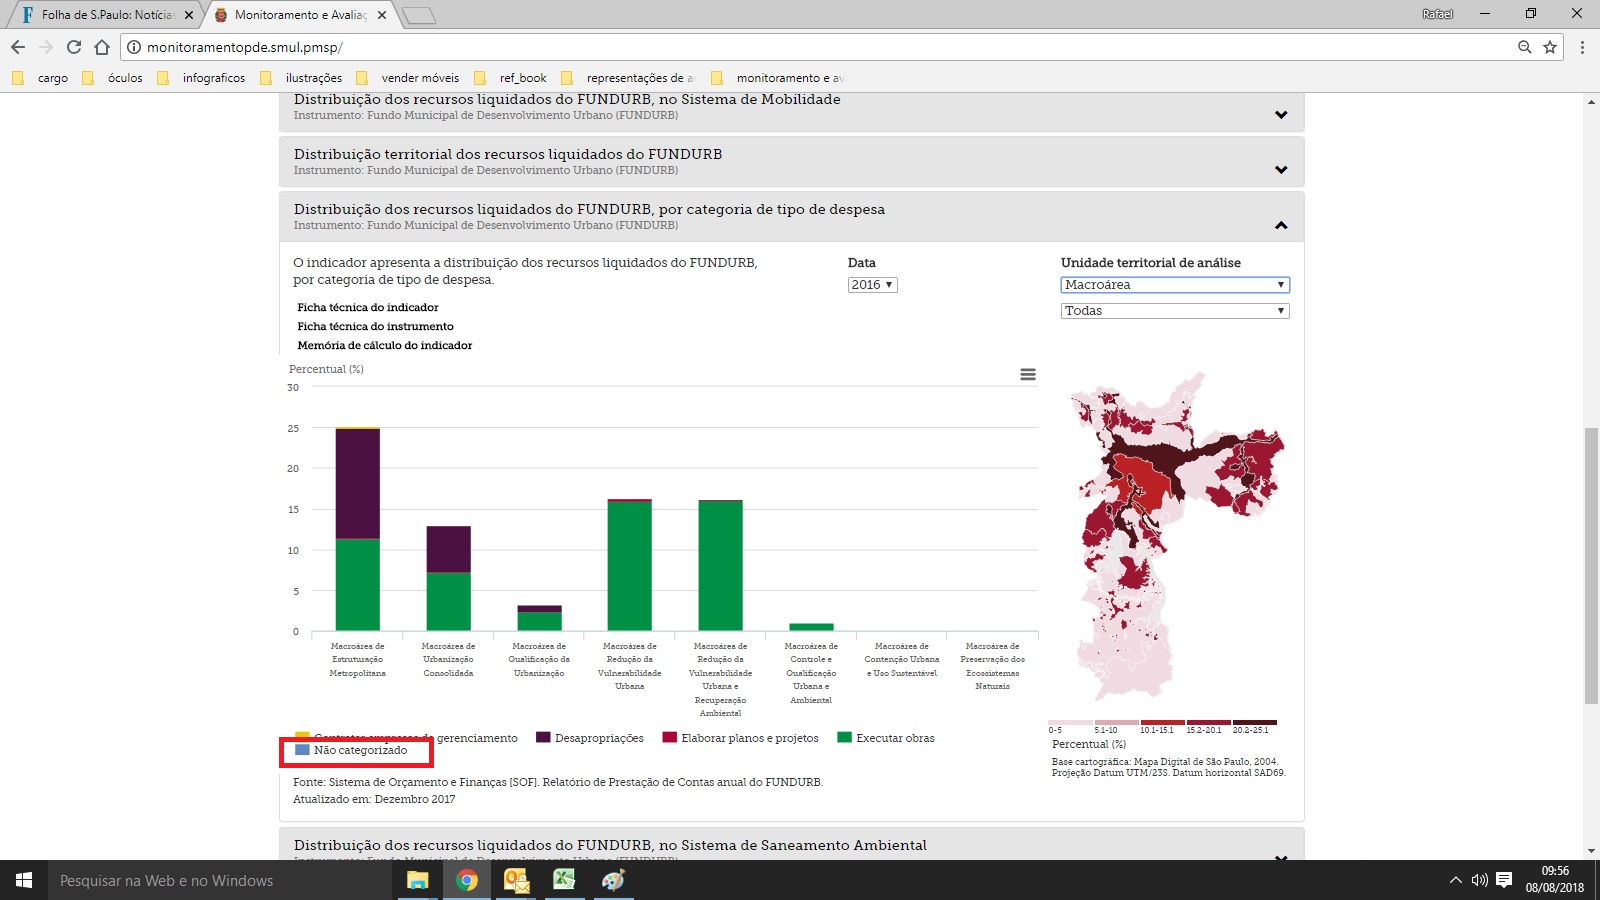 Folha de S.Paulo: Notícias
Monitoramento e Avaliaç
Rafael
monitoramentopde.smul.pmsp/
cargo
óculos
infograficos
ilustrações
vender móveis
ref_book
representações de a
monitoramento e av
Distribuição dos recursos liquidados do FUNDURB, no Sistema de Mobilidade
Instrumento: Fundo Municipal de Desenvolvimento Urbano (FUNDURB)
Distribuição territorial dos recursos liquidados do FUNDURB
Instrumento: Fundo Municipal de Desenvolvimento Urbano (FUNDURB)
Distribuição dos recursos liquidados do FUNDURB, por categoria de tipo de despesa
Instrumento: Fundo Municipal de Desenvolvimento Urbano (FUNDURB)
O indicador apresenta a distribuição dos recursos liquidados do FUNDURB,
por categoria de tipo de despesa.
Ficha técnica do indicador
Ficha técnica do instrumento
Memória de cálculo do indicador
Data
2016
Unidade territorial de análise
Macroárea
Todas
Percentual (%)
30
25
20
15
10
5
0
Macroárea de
Estruturação
Metropolitana
Macroárea de
Urbanização
Consolidada
Macroárea de
Qualificação da
Urbanização
Macroárea de
Redução da
Vulnerabilidade
Urbana
Macroárea de
Redução da
Vulnerabilidade
Urbana e
Recuperação
Ambiental
Macroárea de
Controle e
Qualificação
Urbana e
Ambiental
Macroárea de
Contenção Urbana
e Uso Sustentável
Macroárea de
Preservação dos
Ecossistemas
Naturais
Contratar empresas de gerenciamento
Desapropriações
Elaborar planos e projetos
Executar obras
Não categorizado
0-5
5.1-10
10.1-15.1
15.2-20.1
20.2-25.1
Percentual (%)
Base cartográfica: Mapa Digital de São Paulo, 2004.
Projeção Datum UTM/23S. Datum horizontal SAD69.
Fonte: Sistema de Orçamento e Finanças [SOF]. Relatório de Prestação de Contas anual do FUNDURB.
Atualizado em: Dezembro 2017
Distribuição dos recursos liquidados do FUNDURB, no Sistema de Saneamento Ambiental
Instrumento: Fundo Municipal de Desenvolvimento Urbano (FUNDURB)
Pesquisar na Web e no Windows
09:56
08/08/2018